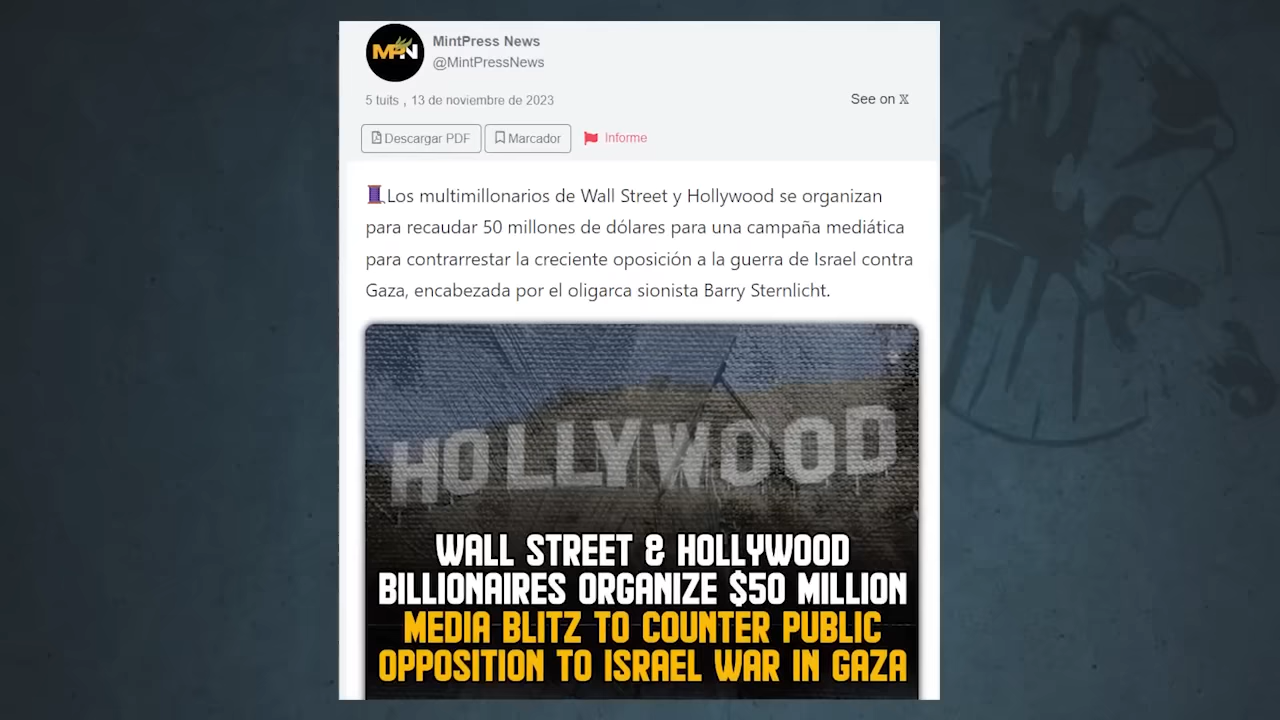 MPN
MintPress News
@MintPressNews
5 tuits , 13 de noviembre de 2023
See on 𝕏
Descargar PDF
Marcador
Informe
🧵Los multimillonarios de Wall Street y Hollywood se organizan
para recaudar 50 millones de dólares para una campaña mediática
para contrarrestar la creciente oposición a la guerra de Israel contra
Gaza, encabezada por el oligarca sionista Barry Sternlicht.
HOLLYWOOD
WALL STREET & HOLLYWOOD
BILLIONAIRES ORGANIZE $50 MILLION
MEDIA BLITZ TO COUNTER PUBLIC
OPPOSITION TO ISRAEL WAR IN GAZA